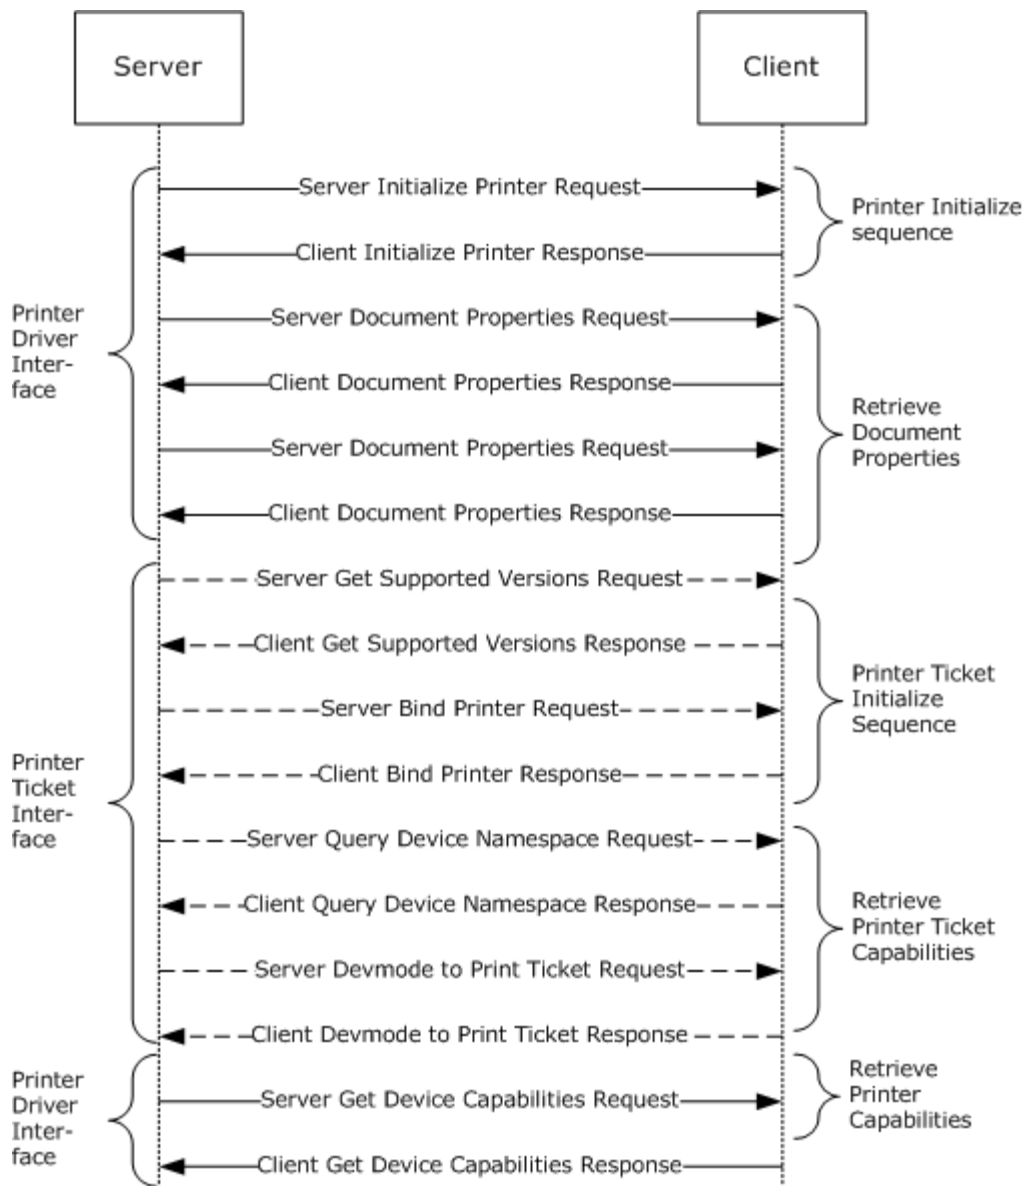 Server
Client
Server Initialize Printer Request
Printer Initialize
sequence
Client Initialize Printer Response
Printer
Driver
Inter-
face
Server Document Properties Request
Client Document Properties Response
Server Document Properties Request
Client Document Properties Response
Retrieve
Document
Properties
Server Get Supported Versions Request
Client Get Supported Versions Response
Server Bind Printer Request
Client Bind Printer Response
Printer Ticket
Initialize
Sequence
Printer
Ticket
Inter-
face
Server Query Device Namespace Request
Client Query Device Namespace Response
Server Devmode to Print Ticket Request
Client Devmode to Print Ticket Response
Retrieve
Printer Ticket
Capabilities
Printer
Driver
Inter-
face
Server Get Device Capabilities Request
Client Get Device Capabilities Response
Retrieve
Printer
Capabilities